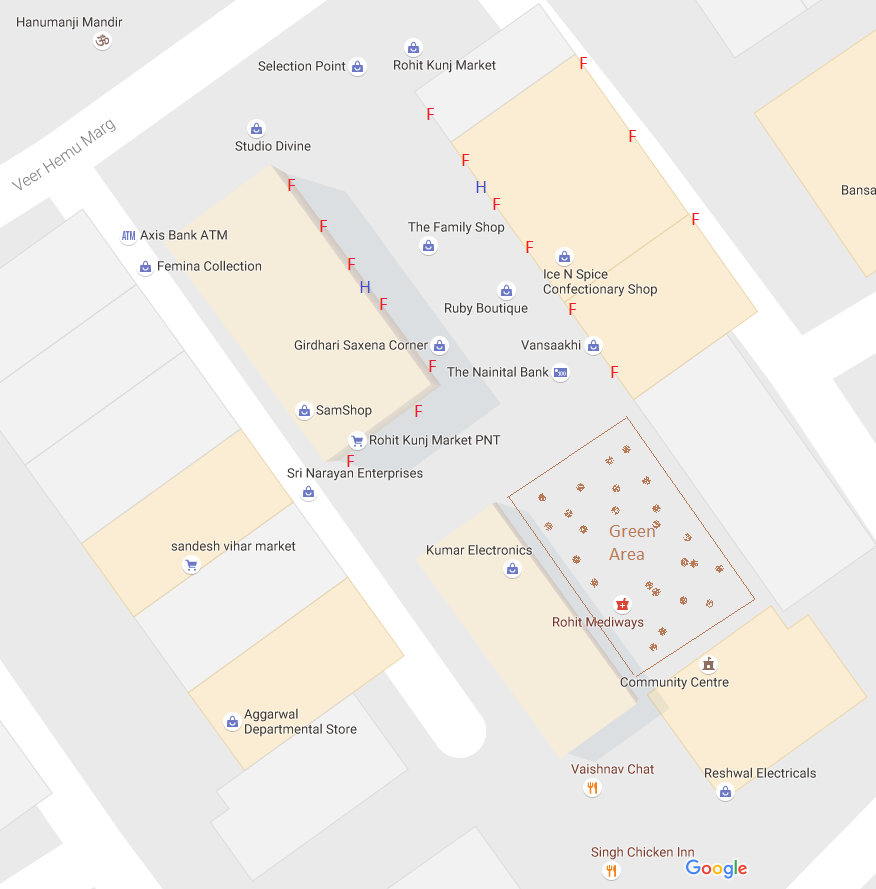 Hanumanji Mandir
Selection Point
Rohit Kunj Market
F
F
Studio Divine
F
Veer Hemu Marg
F
F
H
F
F
F
The Family Shop
ATM
Axis Bank ATM
F
Bansa
Femina Collection
F
Ice N Spice
Confectionary Shop
H
F
Ruby Boutique
F
Girdhari Saxena Corner
Vansaakhi
F
The Nainital Bank
F
SamShop
F
Rohit Kunj Market PNT
F
Sri Narayan Enterprises
Green
Area
sandesh vihar market
Kumar Electronics
Rohit Mediways
Community Centre
Aggarwal
Departmental Store
Vaishnav Chat
Reshwal Electricals
Singh Chicken Inn
Google